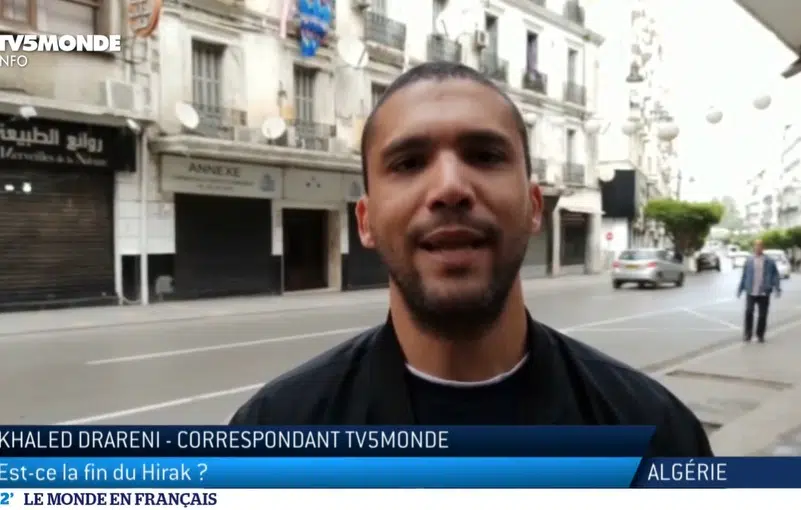 TV5MONDE
INFO
روائع الطبيعة
Merveilles de la Nature
ANNEXE
KHALED DRARENI - CORRESPONDANT TV5MONDE
Est-ce la fin du Hirak ?
ALGÉRIE
2' LE MONDE EN FRANÇAIS